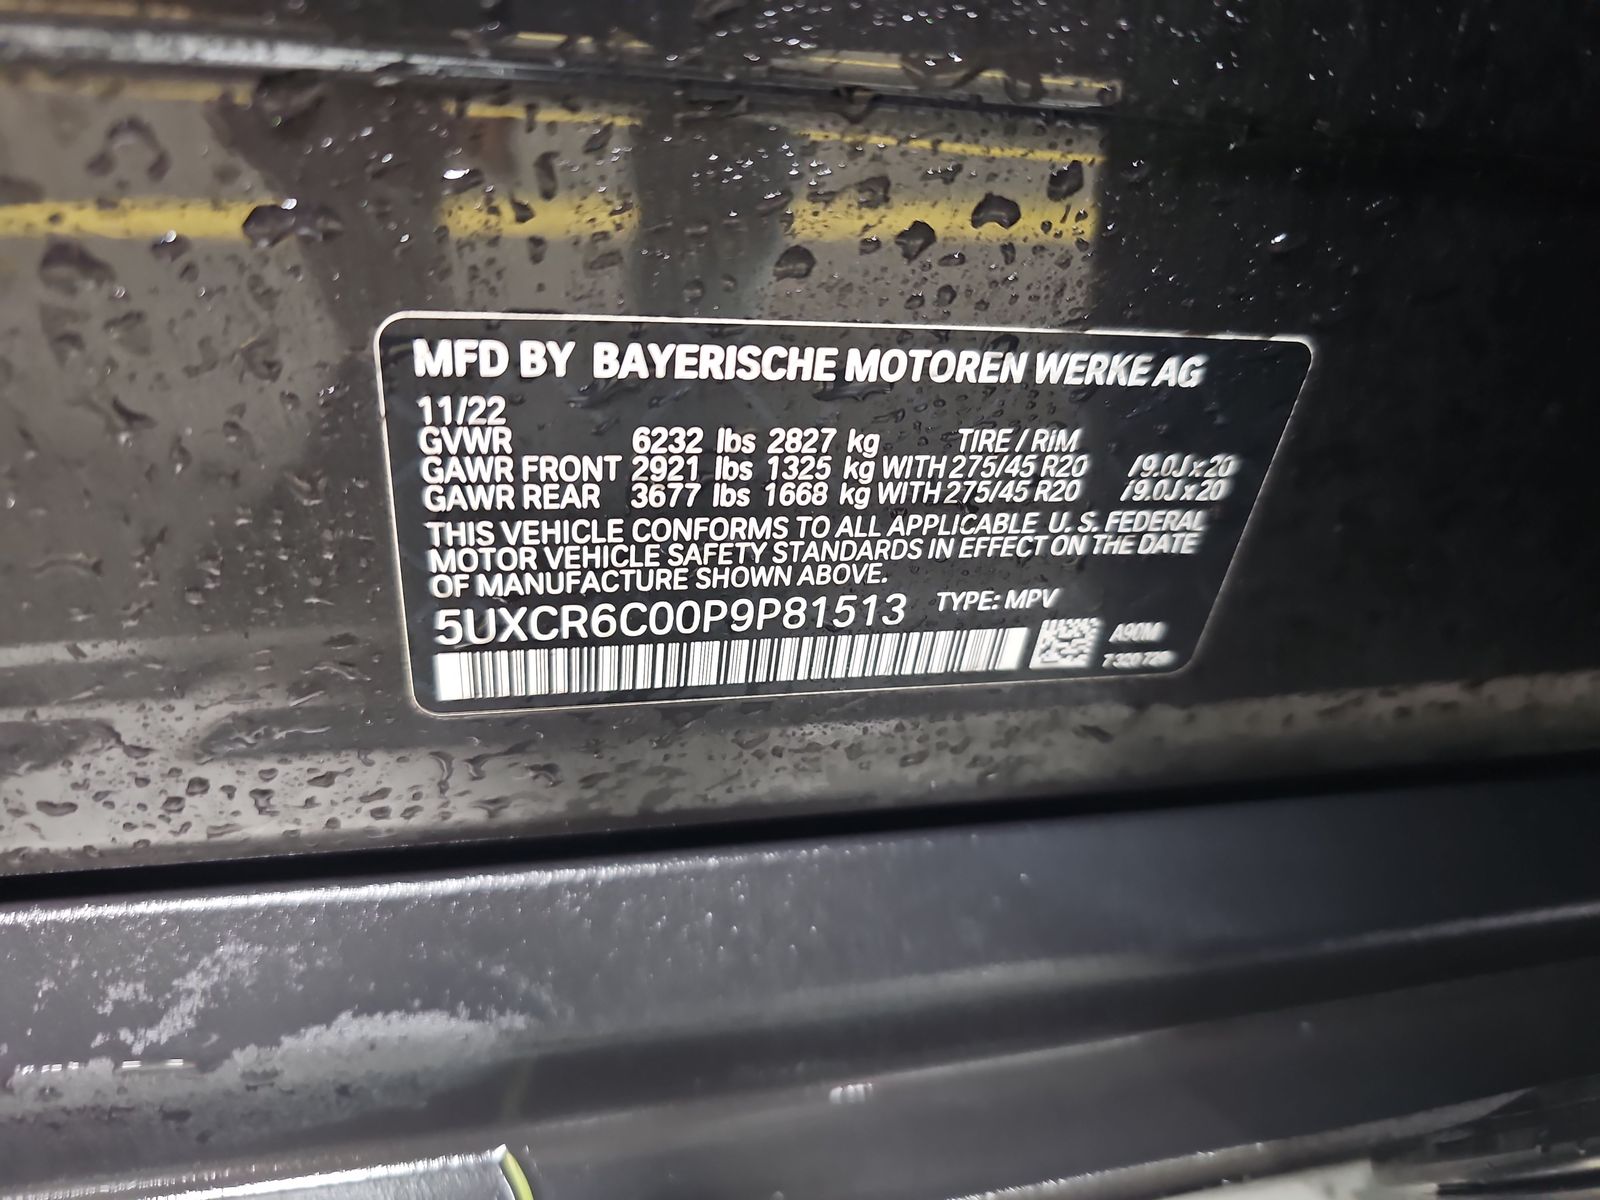 MFD BY BAYERISCHE MOTOREN WERKE AG
11/22
GVWR 6232 lbs 2827 kg TIRE / RIM
GAWR FRONT 2921 lbs 1325 kg WITH 275/45 R20 / 9.0J x 20
GAWR REAR 3677 lbs 1668 kg WITH 275/45 R20 / 9.0J x 20
THIS VEHICLE CONFORMS TO ALL APPLICABLE U. S. FEDERAL
MOTOR VEHICLE SAFETY STANDARDS IN EFFECT ON THE DATE
OF MANUFACTURE SHOWN ABOVE.
5UXCR6C00P9P81513 TYPE: MPV
A90M